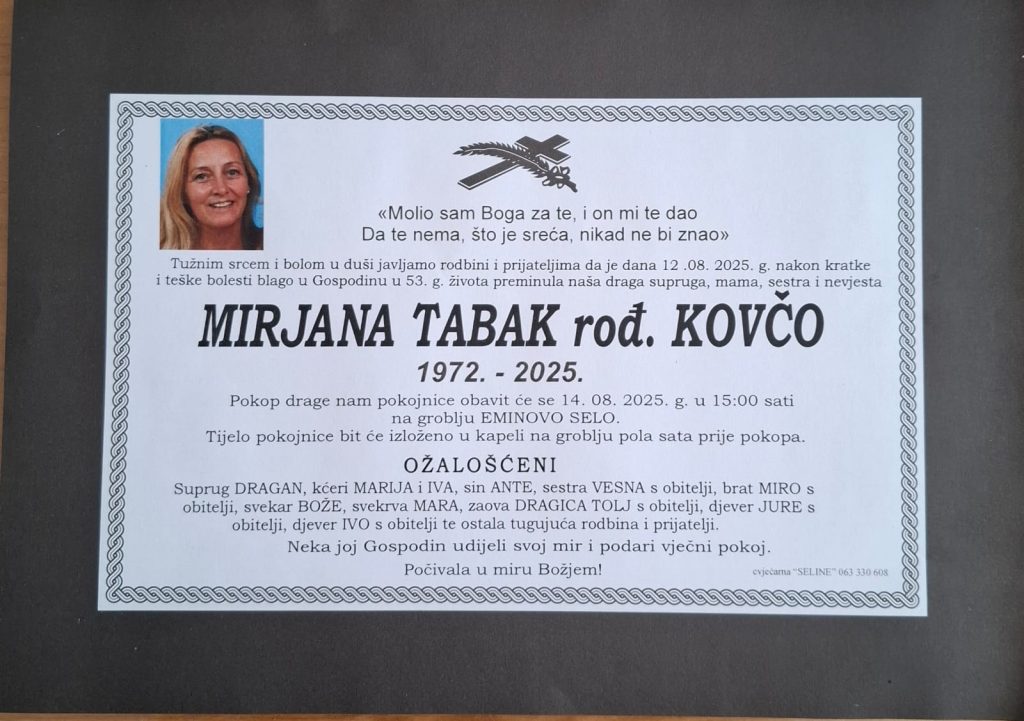 «Molio sam Boga za te, i on mi te dao
Da te nema, što je sreća, nikad ne bi znao»
Tužnim srcem i bolom u duši javljamo rodbini i prijateljima da je dana 12 .08. 2025. g. nakon kratke
i teške bolesti blago u Gospodinu u 53. g. života preminula naša draga supruga, mama, sestra i nevjesta
MIRJANA TABAK rođ. KOVČO
1972. - 2025.
Pokop drage nam pokojnice obavit će se 14. 08. 2025. g. u 15:00 sati
na groblju EMINOVO SELO.
Tijelo pokojnice bit će izloženo u kapeli na groblju pola sata prije pokopa.
OŽALOŠĆENI
Suprug DRAGAN, kćeri MARIJA i IVA, sin ANTE, sestra VESNA s obitelji, brat MIRO s
obitelji, svekar BOŽE, svekrva MARA, zaova DRAGICA TOLJ s obitelji, djever JURE s
obitelji, djever IVO s obitelji te ostala tugujuća rodbina i prijatelji.
Neka joj Gospodin udijeli svoj mir i podari vječni pokoj.
Počivala u miru Božjem!
cvjećarna "SELINE" 063 330 608